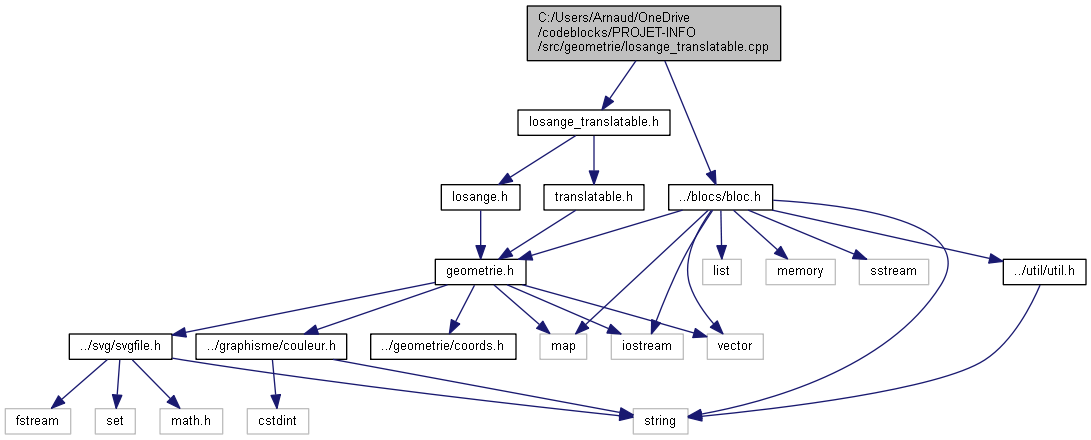 C:/Users/Arnaud/OneDrive
/codeblocks/PROJET-INFO
/src/geometrie/losange_translatable.cpp
losange_translatable.h
losange.h
translatable.h
../blocs/bloc.h
geometrie.h
list
memory
sstream
../util/util.h
../svg/svgfile.h
../graphisme/couleur.h
../geometrie/coords.h
map
iostream
vector
fstream
set
math.h
cstdint
string